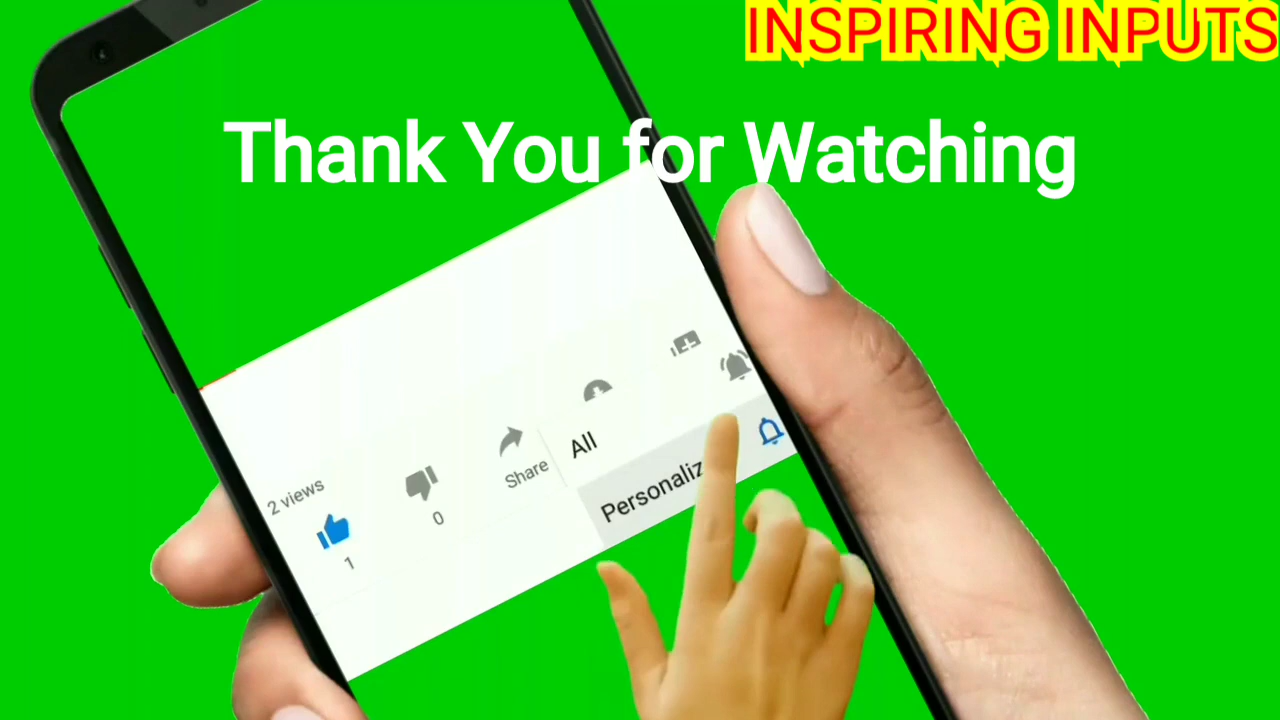 INSPIRING INPUTS
Thank You for Watching
All
Personaliz
Share
2 views
0
1